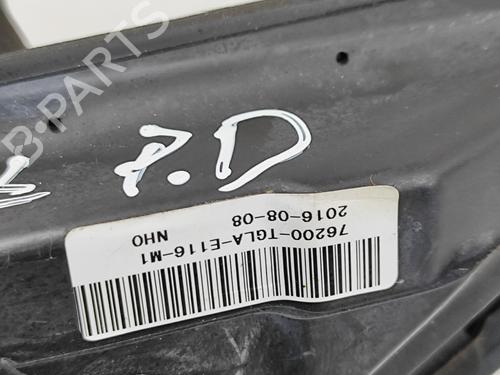 P.D
76200-TGLA-E116-M1
2016-08-08
NHO
B-PARTS